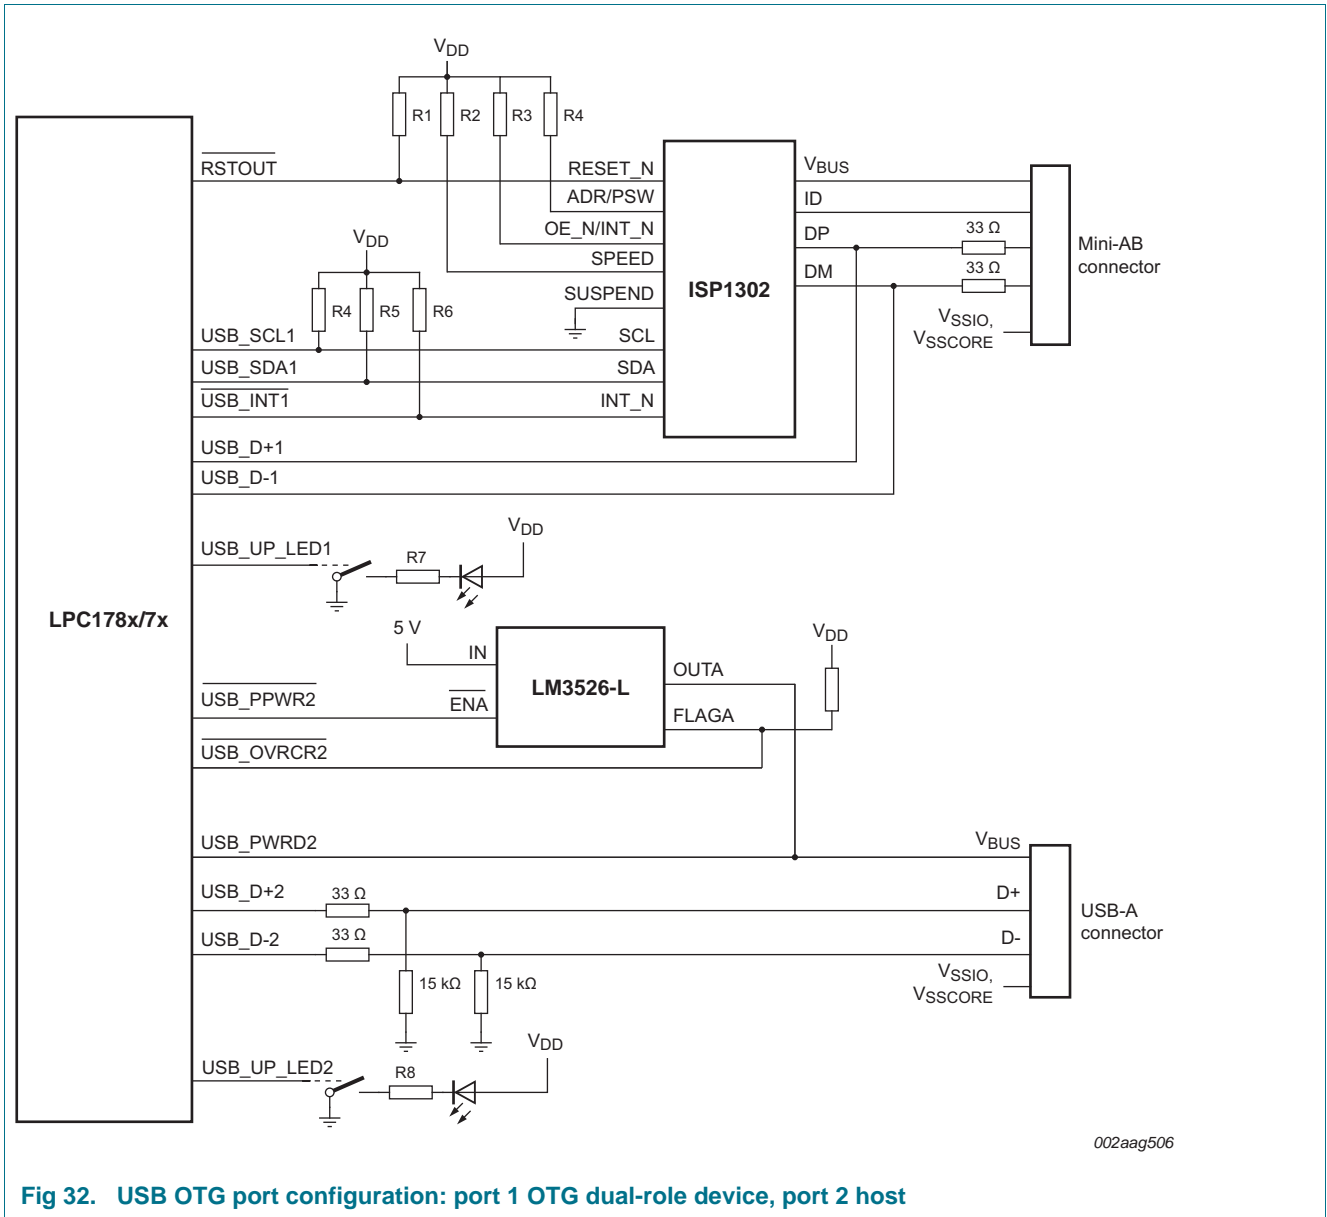 VDD
R1
R2
R3
R4
RSTOUT
RESET_N
ADR/PSW
OE_N/INT_N
SPEED
SUSPEND
VDD
R4
R5
R6
USB_SCL1
SCL
USB_SDA1
SDA
USB_INT1
INT_N
USB_D+1
USB_D-1
ISP1302
VBUS
ID
DP
33 Ω
DM
33 Ω
VSSIO,
VSSCORE
Mini-AB
connector
LPC178x/7x
USB_UP_LED1
R7
VDD
5 V
IN
LM3526-L
OUTA
VDD
USB_PPWR2
ENA
FLAGA
USB_OVRCR2
USB_PWRD2
VBUS
USB_D+2
33 Ω
D+
USB_D-2
33 Ω
D-
15 kΩ
15 kΩ
VSSIO,
VSSCORE
USB-A
connector
USB_UP_LED2
R8
VDD
002aag506
Fig 32. USB OTG port configuration: port 1 OTG dual-role device, port 2 host